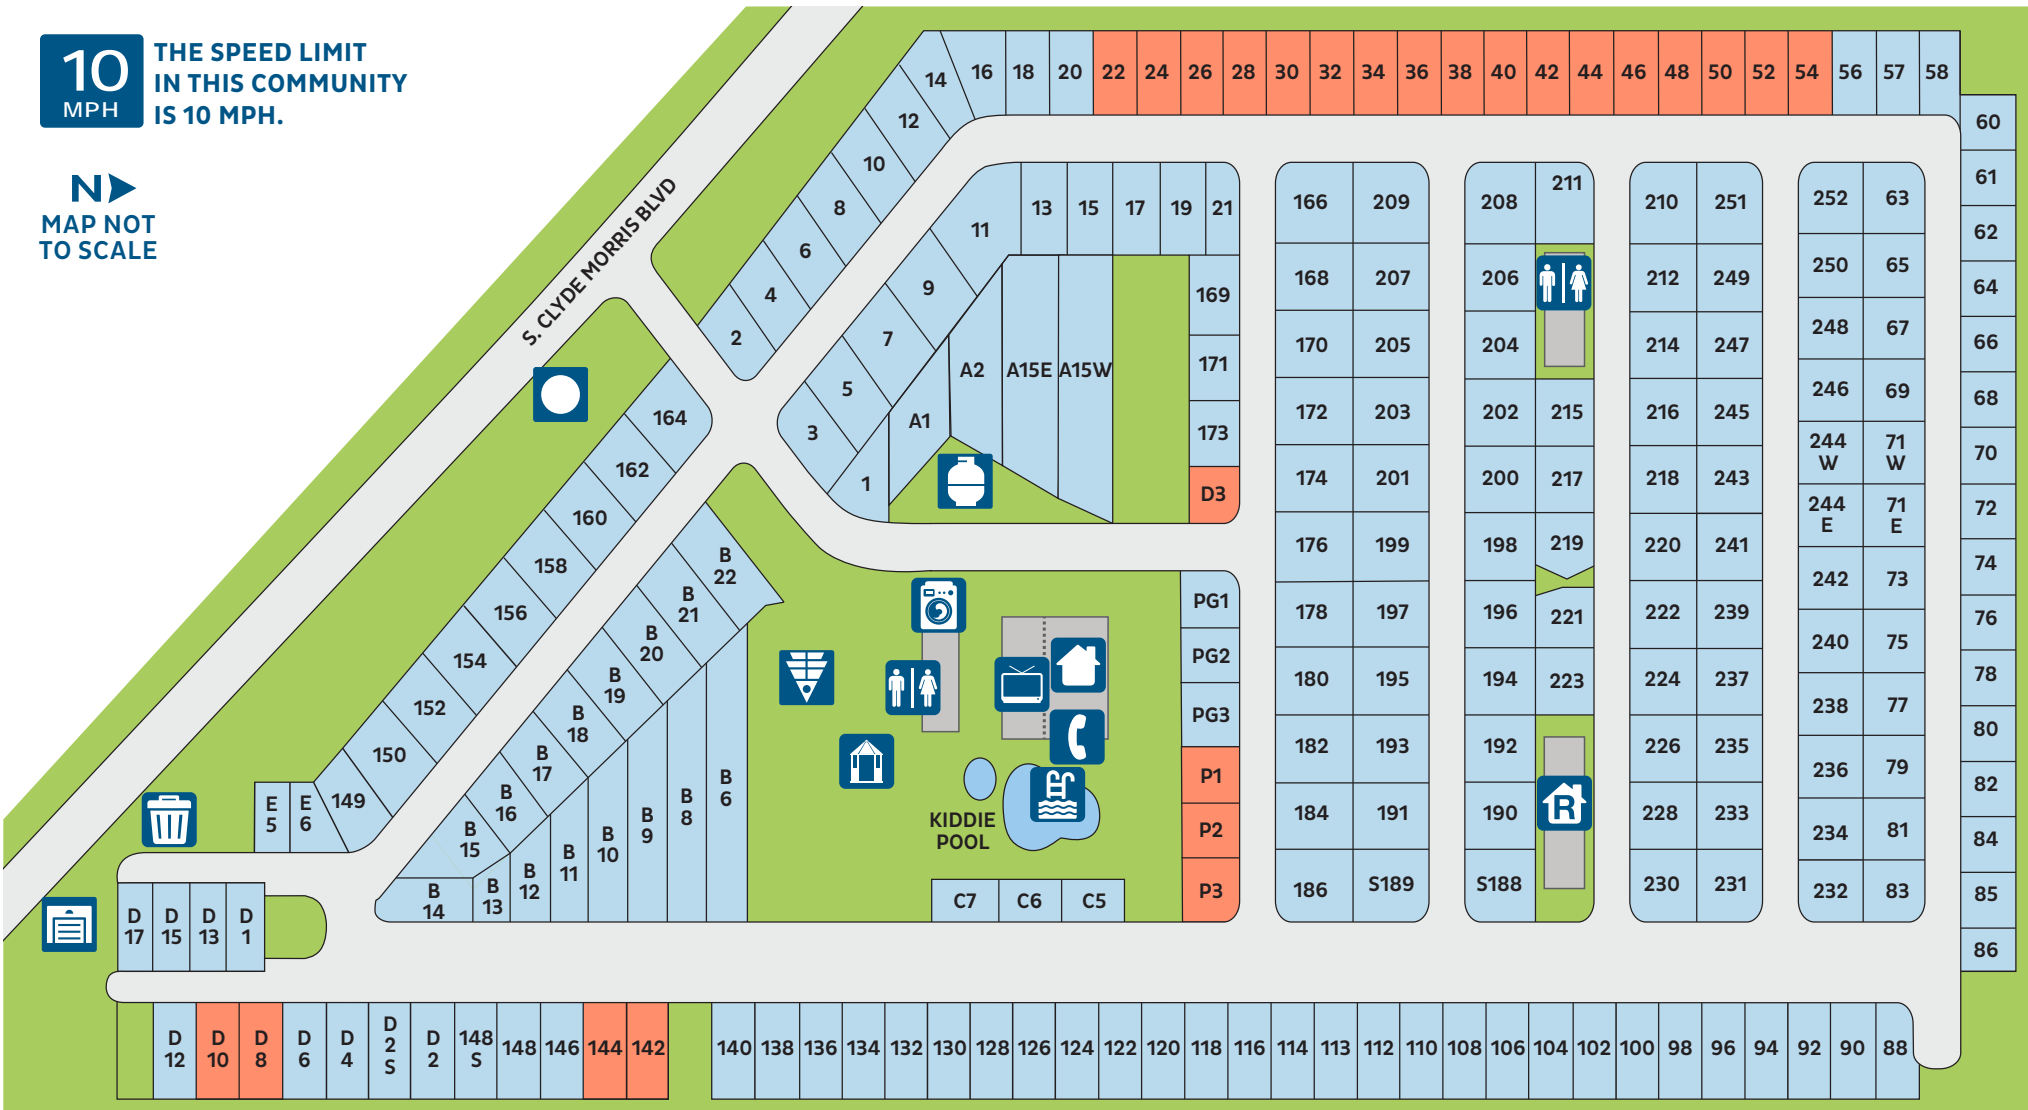 10
MPH
THE SPEED LIMIT
IN THIS COMMUNITY
IS 10 MPH.
N
MAP NOT
TO SCALE
S. CLYDE MORRIS BLVD
14 16 18 20 22 24 26 28 30 32 34 36 38 40 42 44 46 48 50 52 54 56 57 58
12
10
8
6
4
2
60
61
62
64
66
68
70
72
74
76
78
80
82
84
85
86
11 13 15 17 19 21
9
7
5
3
1
A1 A2 A15E A15W
169
171
173
D3
166 209
168 207
170 205
172 203
174 201
176 199
178 197
180 195
182 193
184 191
186 S189
208 211
206
204
202 215
200 217
198 219
196 221
194 223
192
190
S188
R
210 251
212 249
214 247
216 245
218 243
220 241
222 239
224 237
226 235
228 233
230 231
252 63
250 65
248 67
246 69
244 W 71 W
244 E 71 E
242 73
240 75
238 77
236 79
234 81
232 83
164
162
160
158
156
154
152
150
149
E 6
E 5
B 22
B 21
B 20
B 19
B 18
B 17
B 16
B 15
B 14
B 13
B 12
B 11
B 10
B 9
B 8
B 6
PG1
PG2
PG3
P1
P2
P3
KIDDIE
POOL
C7 C6 C5
D 17 D 15 D 13 D 1
D 12 D 10 D 8 D 6 D 4 D 2 S D 2 148 S 148 146 144 142 140 138 136 134 132 130 128 126 124 122 120 118 116 114 113 112 110 108 106 104 102 100 98 96 94 92 90 88